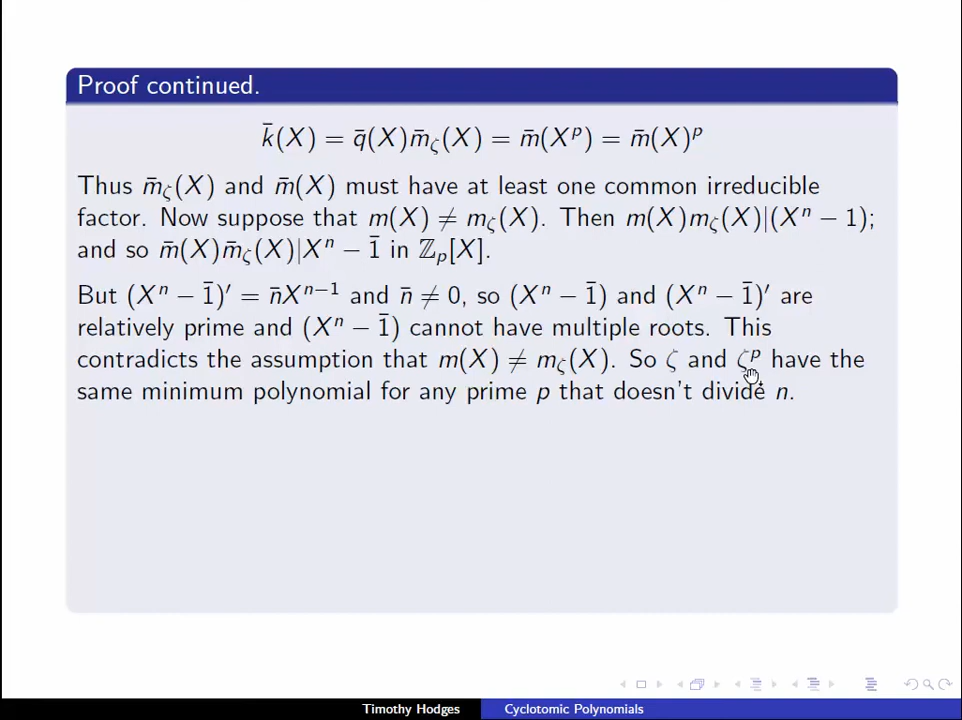 Proof continued.
k̄(X) = q̄(X)m̄_ζ(X) = m̄(X^p) = m̄(X)^p
Thus m̄_ζ(X) and m̄(X) must have at least one common irreducible
factor. Now suppose that m(X) ≠ m_ζ(X). Then m(X)m_ζ(X)|(X^n − 1);
and so m̄(X)m̄_ζ(X)|X^n − 1̄ in ℤ_p[X].
But (X^n − 1̄)′ = n̄X^{n−1} and n̄ ≠ 0, so (X^n − 1̄) and (X^n − 1̄)′ are
relatively prime and (X^n − 1̄) cannot have multiple roots. This
contradicts the assumption that m(X) ≠ m_ζ(X). So ζ and ζ^p have the
same minimum polynomial for any prime p that doesn't divide n.
Timothy Hodges Cyclotomic Polynomials